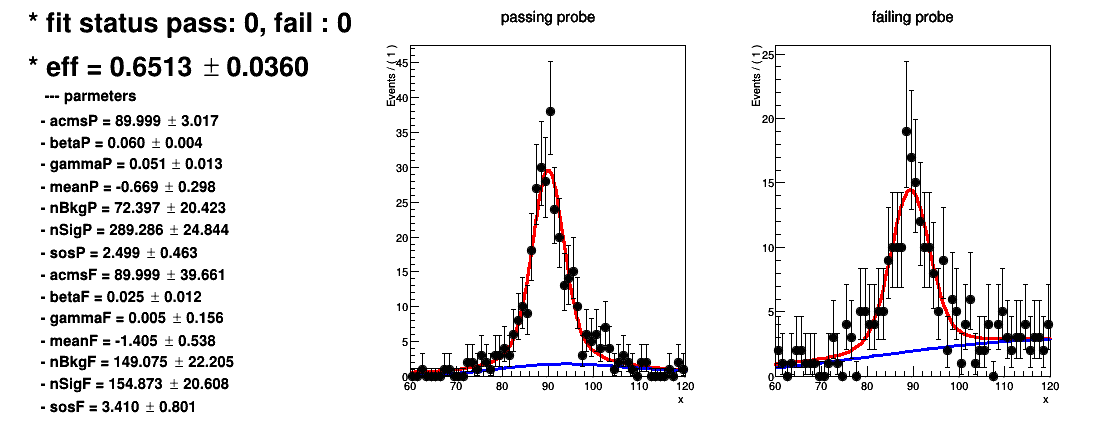 * fit status pass: 0, fail : 0
* eff = 0.6513 ± 0.0360
--- parmeters
- acmsP = 89.999 ± 3.017
- betaP = 0.060 ± 0.004
- gammaP = 0.051 ± 0.013
- meanP = -0.669 ± 0.298
- nBkgP = 72.397 ± 20.423
- nSigP = 289.286 ± 24.844
- sosP = 2.499 ± 0.463
- acmsF = 89.999 ± 39.661
- betaF = 0.025 ± 0.012
- gammaF = 0.005 ± 0.156
- meanF = -1.405 ± 0.538
- nBkgF = 149.075 ± 22.205
- nSigF = 154.873 ± 20.608
- sosF = 3.410 ± 0.801
passing probe
Events / ( 1 )
45
40
35
30
25
20
15
10
5
0
60 70 80 90 100 110 120
x
failing probe
Events / ( 1 )
25
20
15
10
5
0
60 70 80 90 100 110 120
x